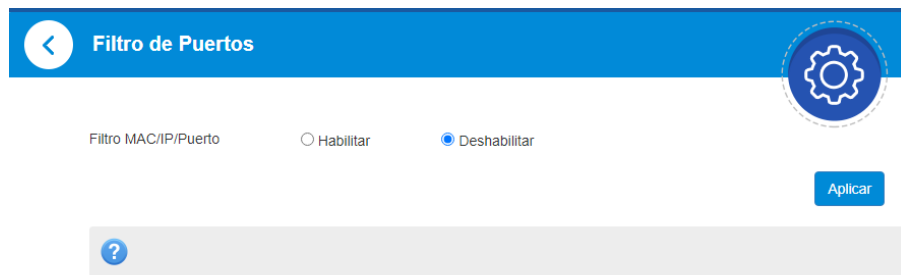 Filtro de Puertos
Filtro MAC/IP/Puerto Habilitar Deshabilitar
Aplicar
?